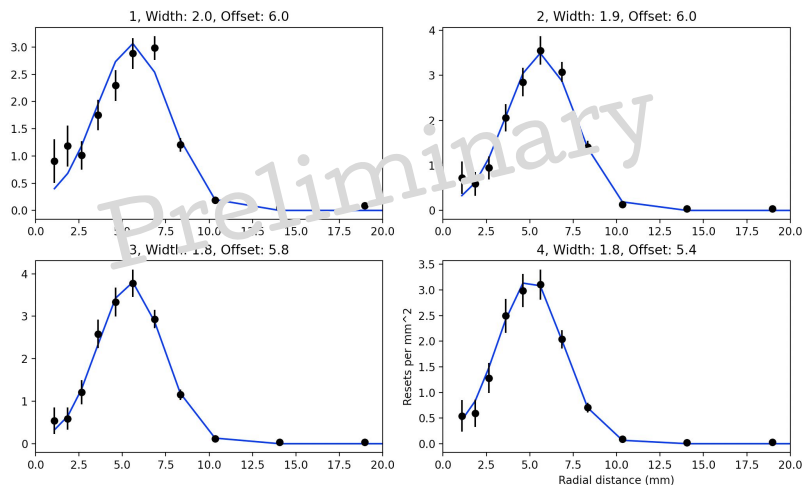 1, Width: 2.0, Offset: 6.0
3.0
2.5
2.0
1.5
1.0
0.5
0.0
0.0 2.5 5.0 7.5 10.0 12.5 15.0 17.5 20.0
2, Width: 1.9, Offset: 6.0
4
3
2
1
0
0.0 2.5 5.0 7.5 10.0 12.5 15.0 17.5 20.0
Preliminary
3, Width: 1.8, Offset: 5.8
4
3
2
1
0
0.0 2.5 5.0 7.5 10.0 12.5 15.0 17.5 20.0
4, Width: 1.8, Offset: 5.4
3.5
3.0
2.5
2.0
1.5
1.0
0.5
0.0
Resets per mm^2
0.0 2.5 5.0 7.5 10.0 12.5 15.0 17.5 20.0
Radial distance (mm)